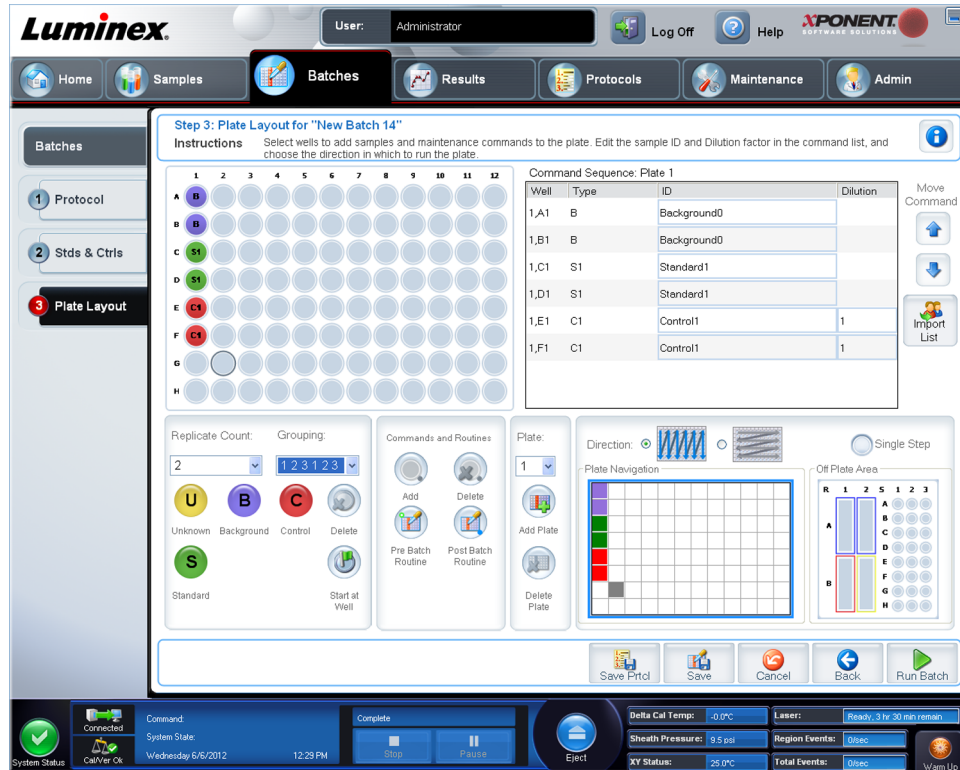 Luminex.
User:
Administrator
Log Off
Help
XPONENT.
SOFTWARE SOLUTIONS
Home
Samples
Batches
Results
Protocols
Maintenance
Admin
Batches
1 Protocol
2 Stds & Ctrls
3 Plate Layout
Step 3: Plate Layout for "New Batch 14"
Instructions Select wells to add samples and maintenance commands to the plate. Edit the sample ID and Dilution factor in the command list, and
choose the direction in which to run the plate.
1 2 3 4 5 6 7 8 9 10 11 12
A B
B B
C S1
D S1
E C1
F C1
G
H
Command Sequence: Plate 1
Well Type ID Dilution
1,A1 B Background0
1,B1 B Background0
1,C1 S1 Standard1
1,D1 S1 Standard1
1,E1 C1 Control1 1
1,F1 C1 Control1 1
Move
Command
Import
List
Replicate Count: Grouping:
2 1 2 3 1 2 3
U B C
Unknown Background Control Delete
S
Standard Start at
Well
Commands and Routines
Add Delete
Pre Batch
Routine
Post Batch
Routine
Plate:
1
Add Plate
Delete
Plate
Direction:
Single Step
Plate Navigation
Off Plate Area
R 1 2 S 1 2 3
A
B
C
D
E
F
G
H
A
B
Save Prtcl
Save
Cancel
Back
Run Batch
System Status
Connected
Cal/Ver Ok
Command:
System State:
Wednesday 6/6/2012 12:29 PM
Complete
Stop
Pause
Eject
Delta Cal Temp: -0.0°C
Sheath Pressure: 9.5 psi
XY Status: 25.0°C
Laser: Ready, 3 hr 30 min remain
Region Events: 0/sec
Total Events: 0/sec
Warm Up